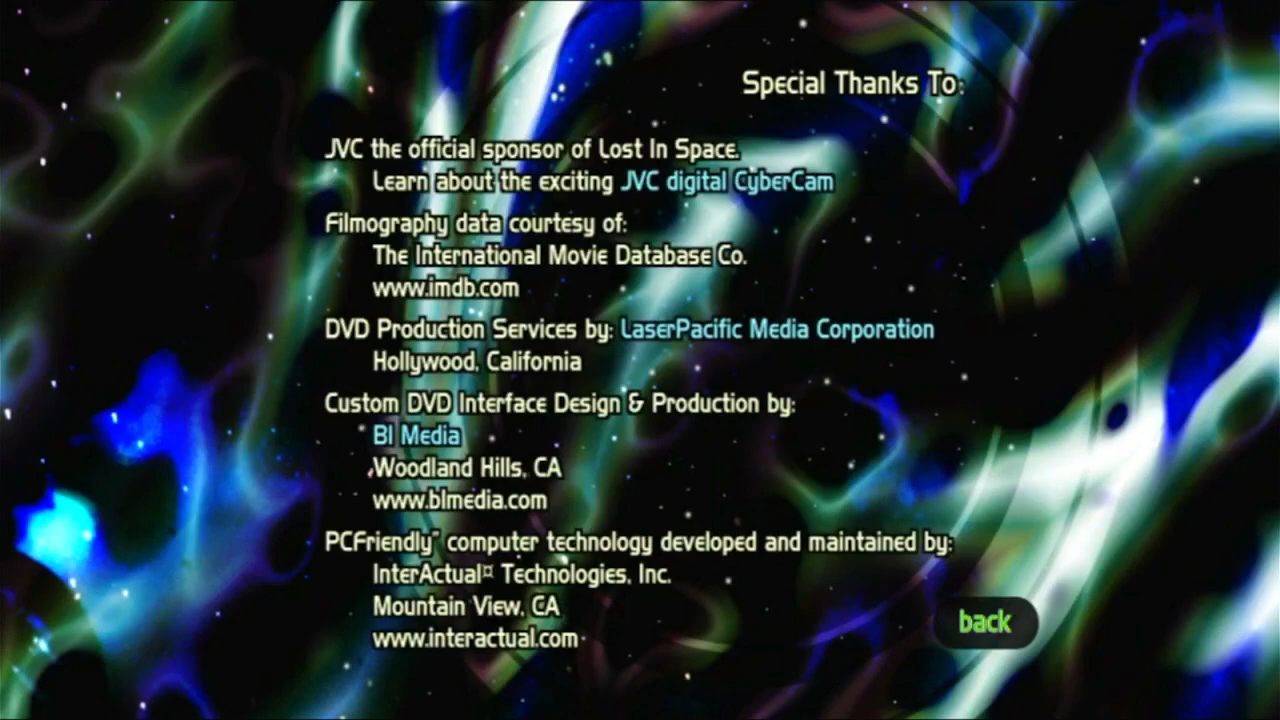 Special Thanks To:
JVC the official sponsor of Lost In Space.
Learn about the exciting JVC digital CyberCam
Filmography data courtesy of:
The International Movie Database Co.
www.imdb.com
DVD Production Services by: LaserPacific Media Corporation
Hollywood, California
Custom DVD Interface Design & Production by:
BI Media
Woodland Hills, CA
www.blmedia.com
PCFriendly™ computer technology developed and maintained by:
InterActual¤ Technologies, Inc.
Mountain View, CA
www.interactual.com
back